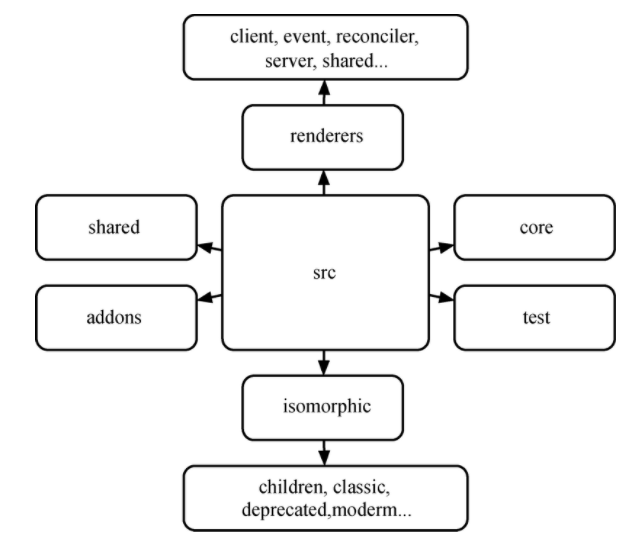 client, event, reconciler,
server, shared...
renderers
shared
core
src
addons
test
isomorphic
children, classic,
deprecated,moderm...